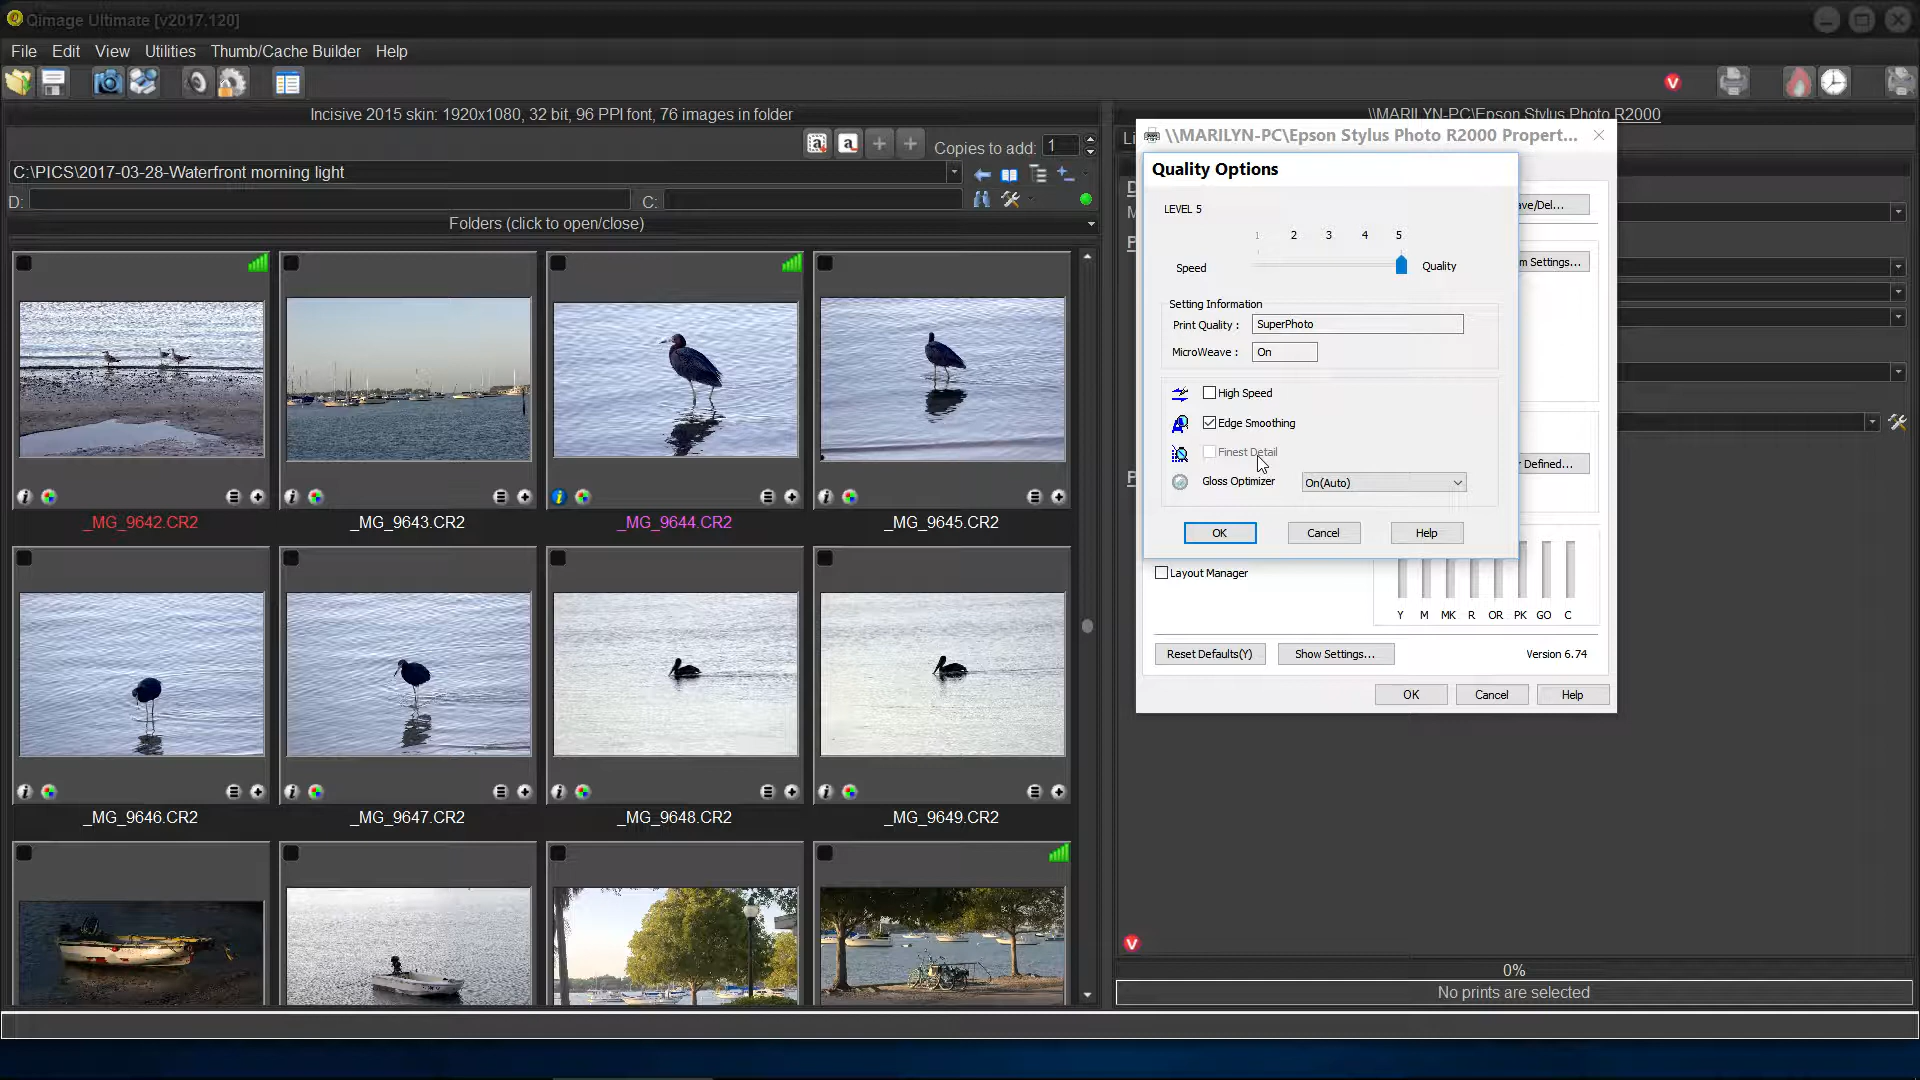 Qimage Ultimate [v2017.120]
File Edit View Utilities Thumb/Cache Builder Help
Incisive 2015 skin: 1920x1080, 32 bit, 96 PPI font, 76 images in folder
\\MARILYN-PC\Epson Stylus Photo R2000
Copies to add: 1
C:\PICS\2017-03-28-Waterfront morning light
D: C:
Folders (click to open/close)
_MG_9642.CR2 _MG_9643.CR2 _MG_9644.CR2 _MG_9645.CR2
_MG_9646.CR2 _MG_9647.CR2 _MG_9648.CR2 _MG_9649.CR2
\\MARILYN-PC\Epson Stylus Photo R2000 Propert...
Quality Options
LEVEL 5
ave/Del...
1 2 3 4 5
Speed Quality
m Settings...
Setting Information
Print Quality : SuperPhoto
MicroWeave : On
High Speed
Edge Smoothing
Finest Detail
r Defined...
Gloss Optimizer On(Auto)
OK Cancel Help
Layout Manager
Y M MK R OR PK GO C
Reset Defaults(Y) Show Settings... Version 6.74
OK Cancel Help
V
V
0%
No prints are selected